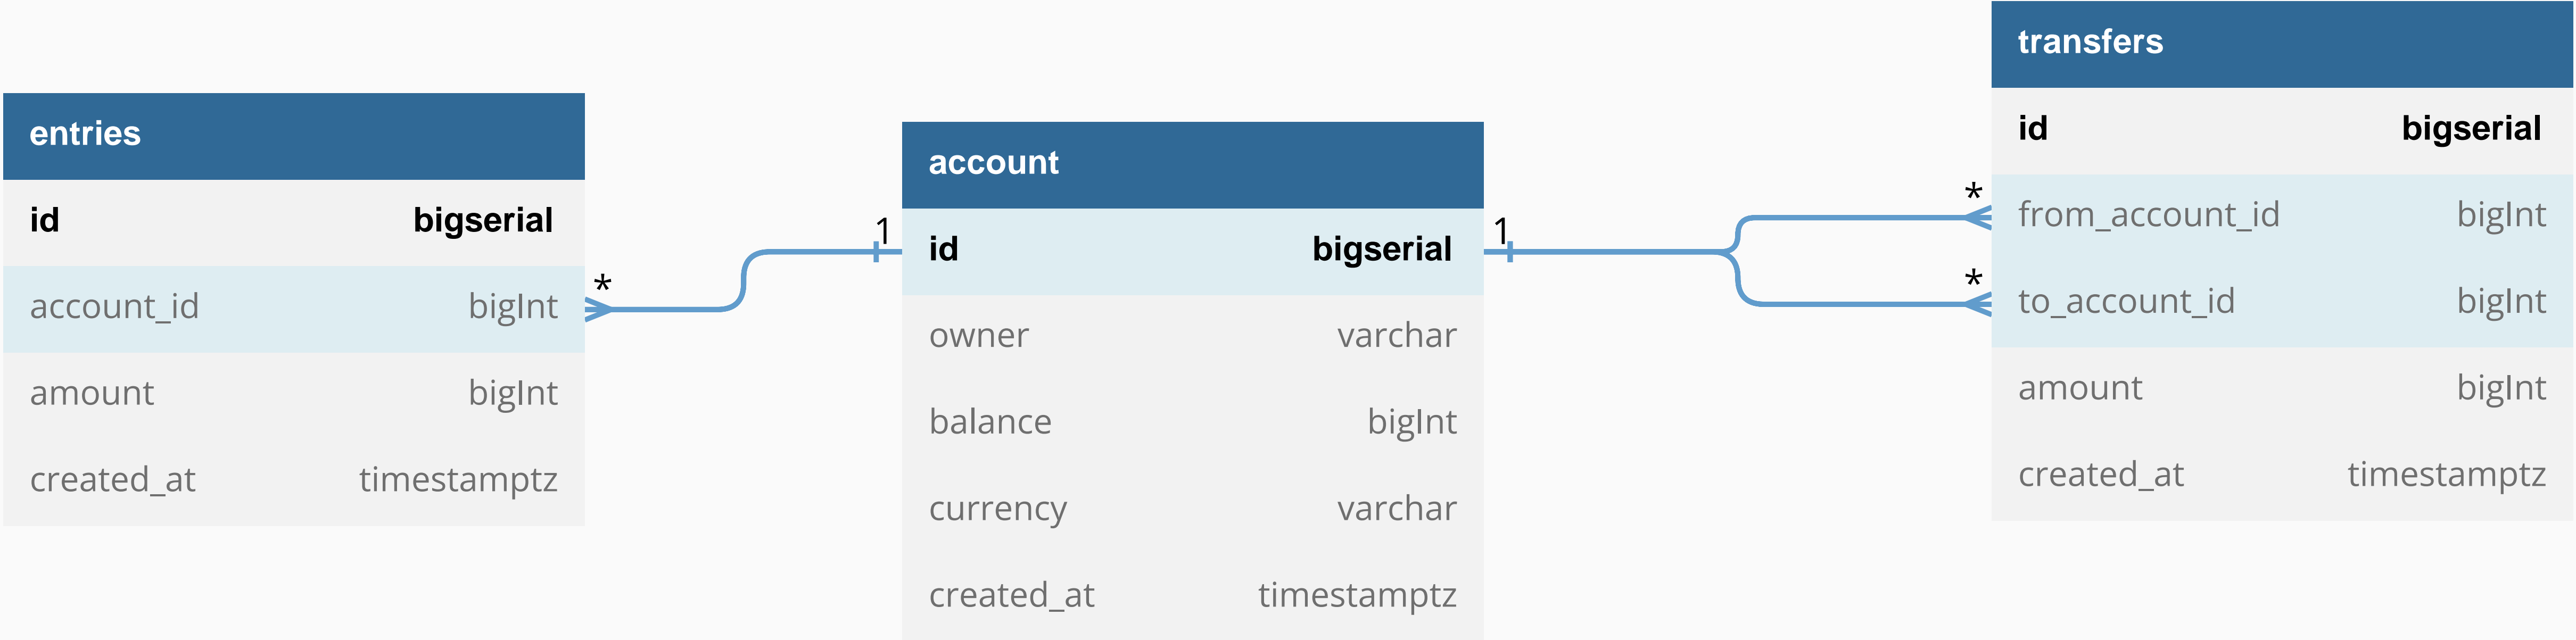 entries
id bigserial
account_id bigInt
amount bigInt
created_at timestamptz
*
1
account
id bigserial
owner varchar
balance bigInt
currency varchar
created_at timestamptz
1
*
*
transfers
id bigserial
from_account_id bigInt
to_account_id bigInt
amount bigInt
created_at timestamptz